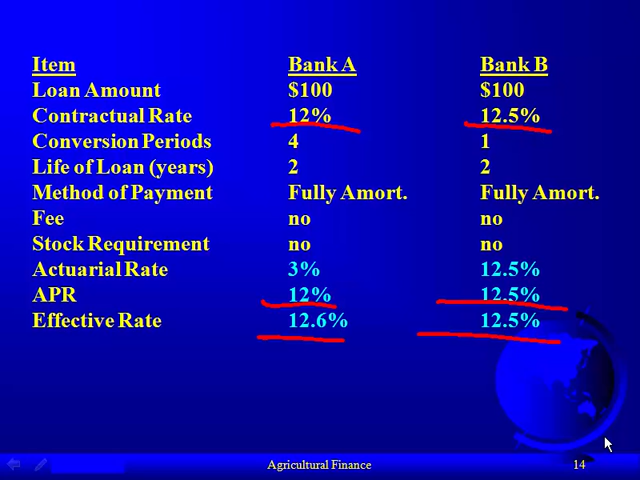 Item Bank A Bank B
Loan Amount $100 $100
Contractual Rate 12% 12.5%
Conversion Periods 4 1
Life of Loan (years) 2 2
Method of Payment Fully Amort. Fully Amort.
Fee no no
Stock Requirement no no
Actuarial Rate 3% 12.5%
APR 12% 12.5%
Effective Rate 12.6% 12.5%
Agricultural Finance 14